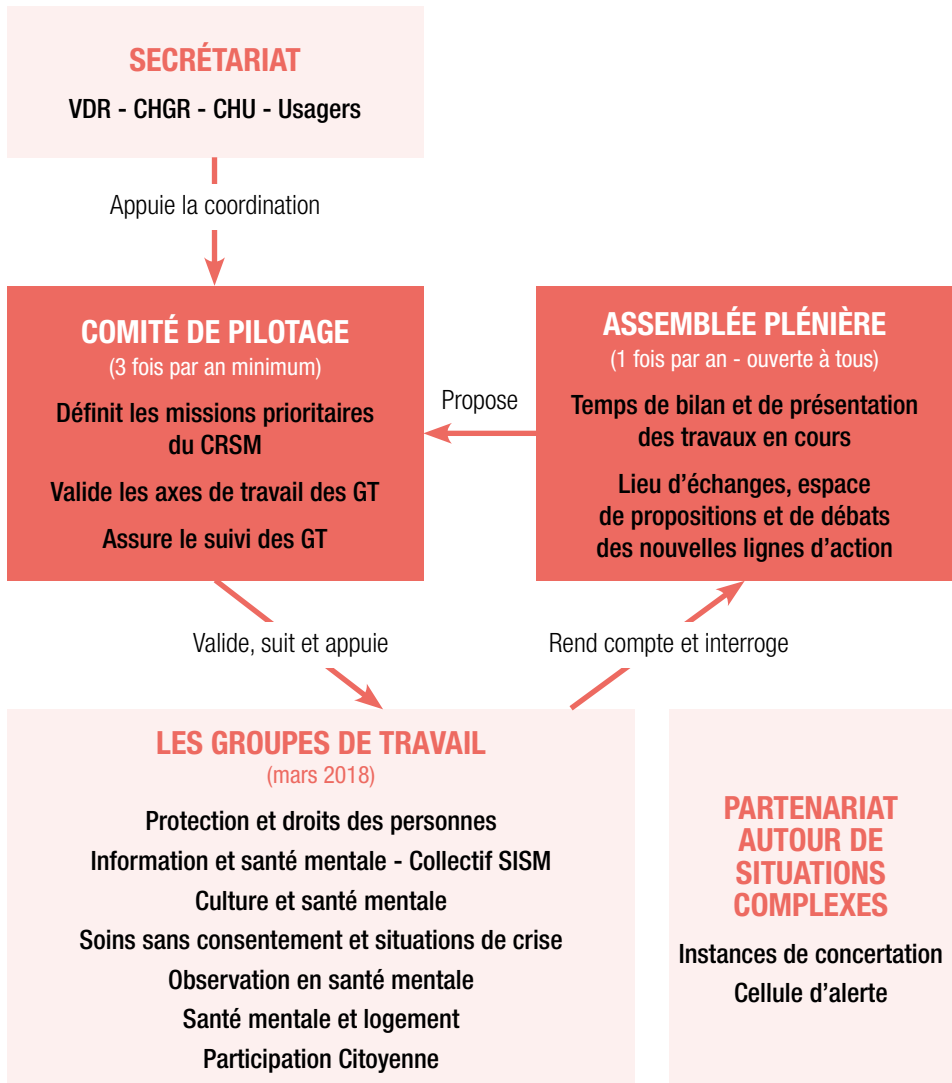 SECRÉTARIAT
VDR - CHGR - CHU - Usagers
Appuie la coordination
COMITÉ DE PILOTAGE
(3 fois par an minimum)
Définit les missions prioritaires
du CRSM
Valide les axes de travail des GT
Assure le suivi des GT
Propose
ASSEMBLÉE PLÉNIÈRE
(1 fois par an - ouverte à tous)
Temps de bilan et de présentation
des travaux en cours
Lieu d'échanges, espace
de propositions et de débats
des nouvelles lignes d'action
Valide, suit et appuie
Rend compte et interroge
LES GROUPES DE TRAVAIL
(mars 2018)
Protection et droits des personnes
Information et santé mentale - Collectif SISM
Culture et santé mentale
Soins sans consentement et situations de crise
Observation en santé mentale
Santé mentale et logement
Participation Citoyenne
PARTENARIAT
AUTOUR DE
SITUATIONS
COMPLEXES
Instances de concertation
Cellule d'alerte